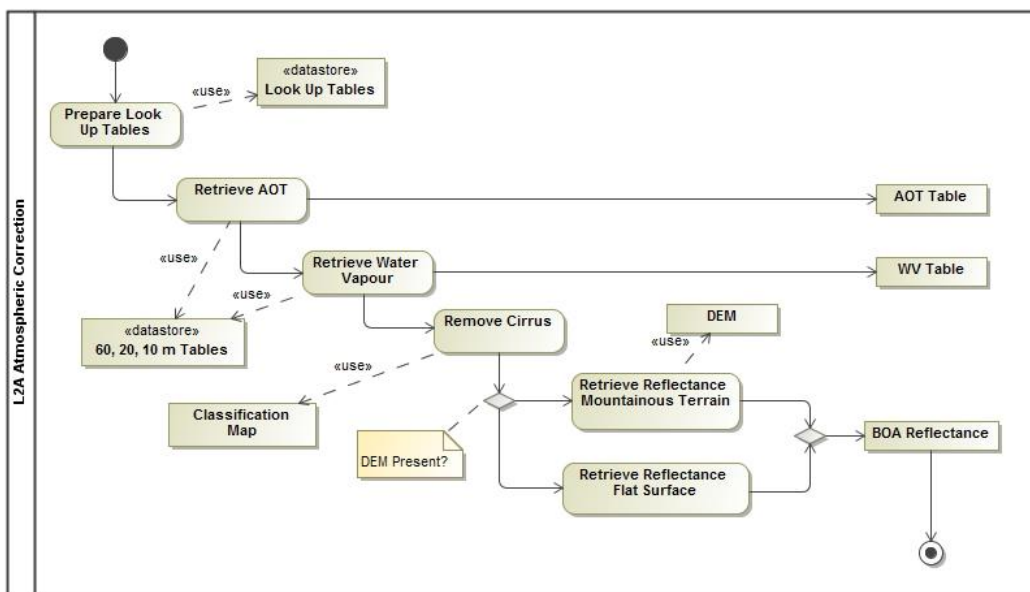 L2A Atmospheric Correction
«datastore»
Look Up Tables
«use»
Prepare Look
Up Tables
Retrieve AOT
AOT Table
«use»
Retrieve Water
Vapour
WV Table
«use»
«datastore»
60, 20, 10 m Tables
Remove Cirrus
DEM
«use»
«use»
Retrieve Reflectance
Mountainous Terrain
Classification
Map
DEM Present?
BOA Reflectance
Retrieve Reflectance
Flat Surface